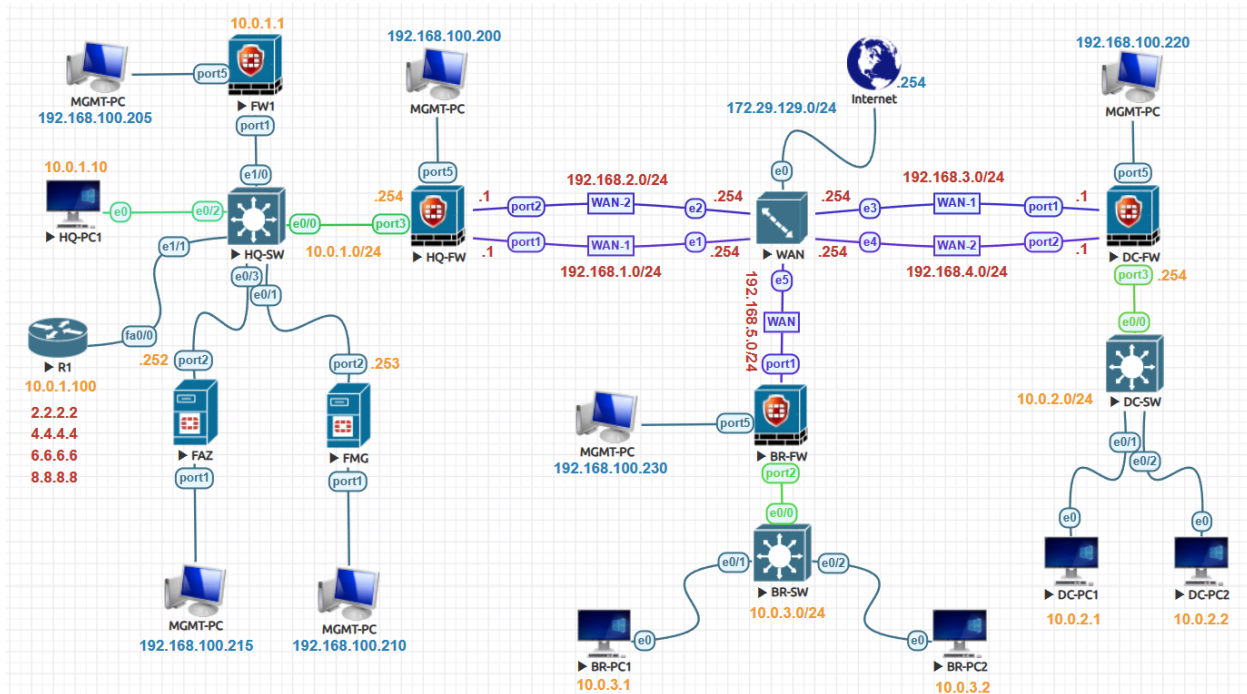 10.0.1.1
192.168.100.200
192.168.100.220
.254
port5
MGMT-PC
FW1
Internet
MGMT-PC
192.168.100.205
port1
MGMT-PC
172.29.129.0/24
MGMT-PC
10.0.1.10
e1/0
port5
e0
port5
.254
192.168.2.0/24
.254
.254
192.168.3.0/24
.1
port2
WAN-2
e2
e3
WAN-1
port1
.1
e0
e0/2
e0/0
port3
HQ-PC1
e1/1
port1
WAN-1
e1
e4
WAN-2
port2
HQ-SW
10.0.1.0/24
HQ-FW
.1
.254
WAN
.254
.1
DC-FW
192.168.1.0/24
192.168.4.0/24
e0/3
e0/1
e5
port3
.254
192.168.5.0/24
WAN
e0/0
fa0/0
R1
.252
port2
port2
.253
port1
10.0.1.100
10.0.2.0/24
DC-SW
2.2.2.2
4.4.4.4
6.6.6.6
8.8.8.8
port5
e0/1
e0/2
FAZ
FMG
MGMT-PC
BR-FW
192.168.100.230
port1
port1
port2
e0/0
e0
e0
e0/1
e0/2
BR-SW
DC-PC1
DC-PC2
10.0.3.0/24
10.0.2.1
10.0.2.2
MGMT-PC
MGMT-PC
192.168.100.215
192.168.100.210
e0
e0
BR-PC1
BR-PC2
10.0.3.1
10.0.3.2